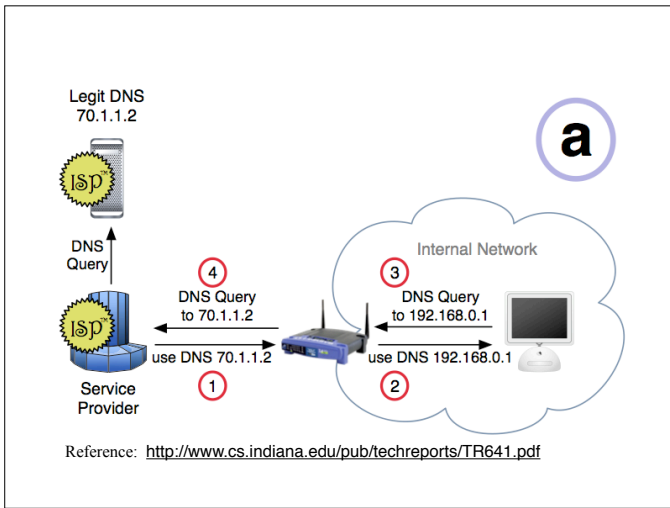 Legit DNS
70.1.1.2
a
ISP™
DNS
Query
Internal Network
4
3
DNS Query
to 70.1.1.2
DNS Query
to 192.168.0.1
ISP™
use DNS 70.1.1.2
use DNS 192.168.0.1
1
2
Service
Provider
Reference: http://www.cs.indiana.edu/pub/techreports/TR641.pdf